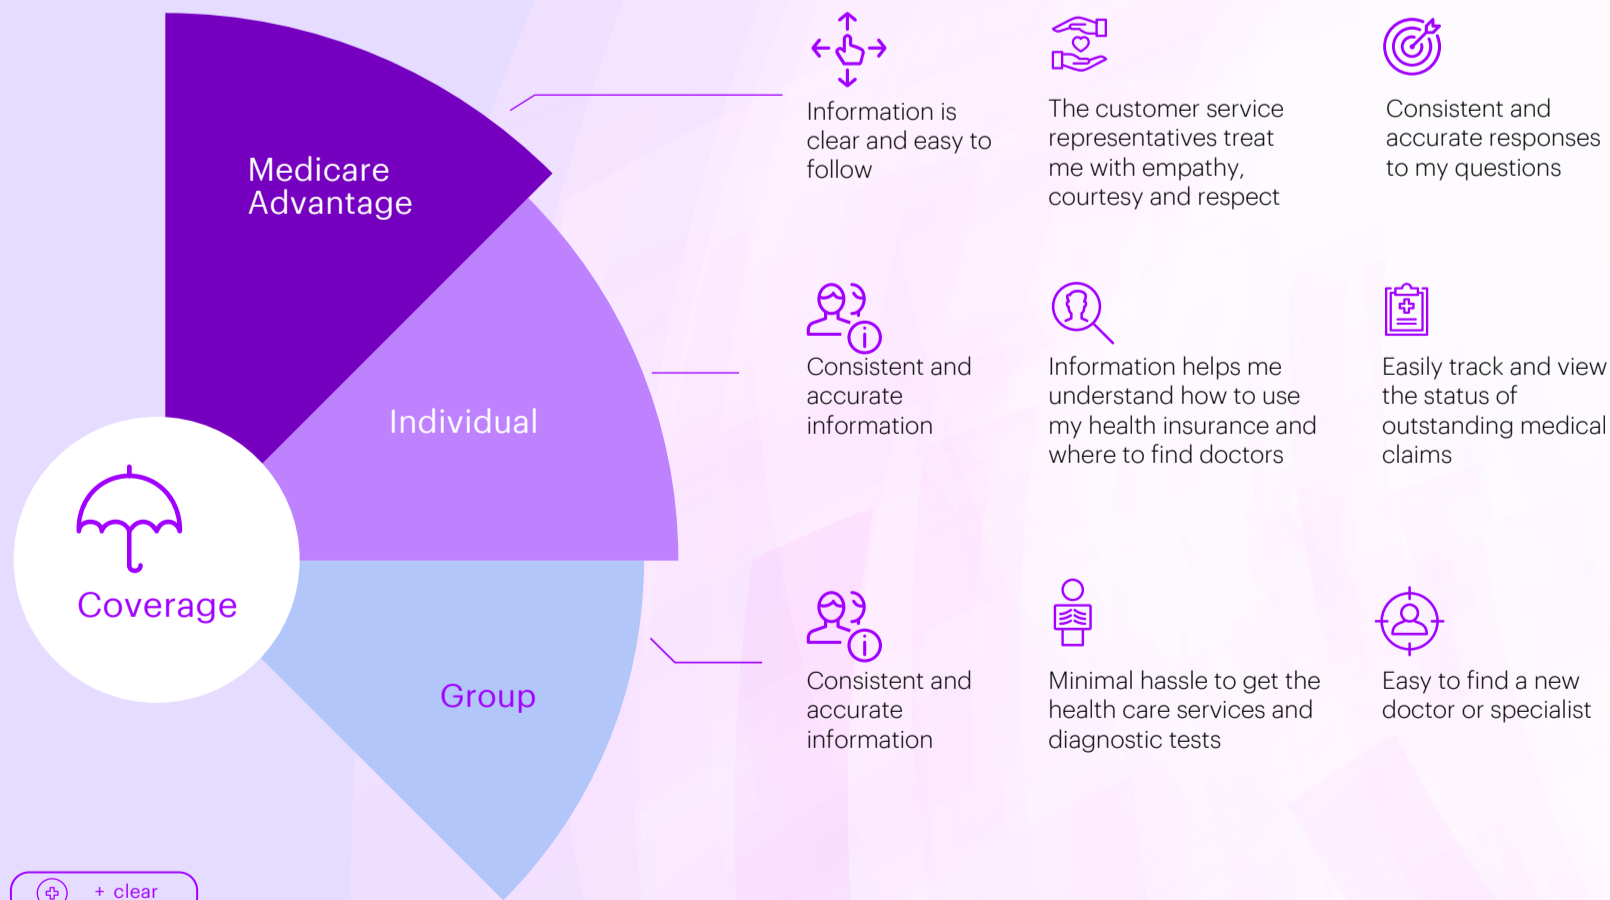 Medicare
Advantage
Information is
clear and easy to
follow
The customer service
representatives treat
me with empathy,
courtesy and respect
Consistent and
accurate responses
to my questions
Individual
Consistent and
accurate
information
Information helps me
understand how to use
my health insurance and
where to find doctors
Easily track and view
the status of
outstanding medical
claims
Coverage
Group
Consistent and
accurate
information
Minimal hassle to get the
health care services and
diagnostic tests
Easy to find a new
doctor or specialist
+ clear